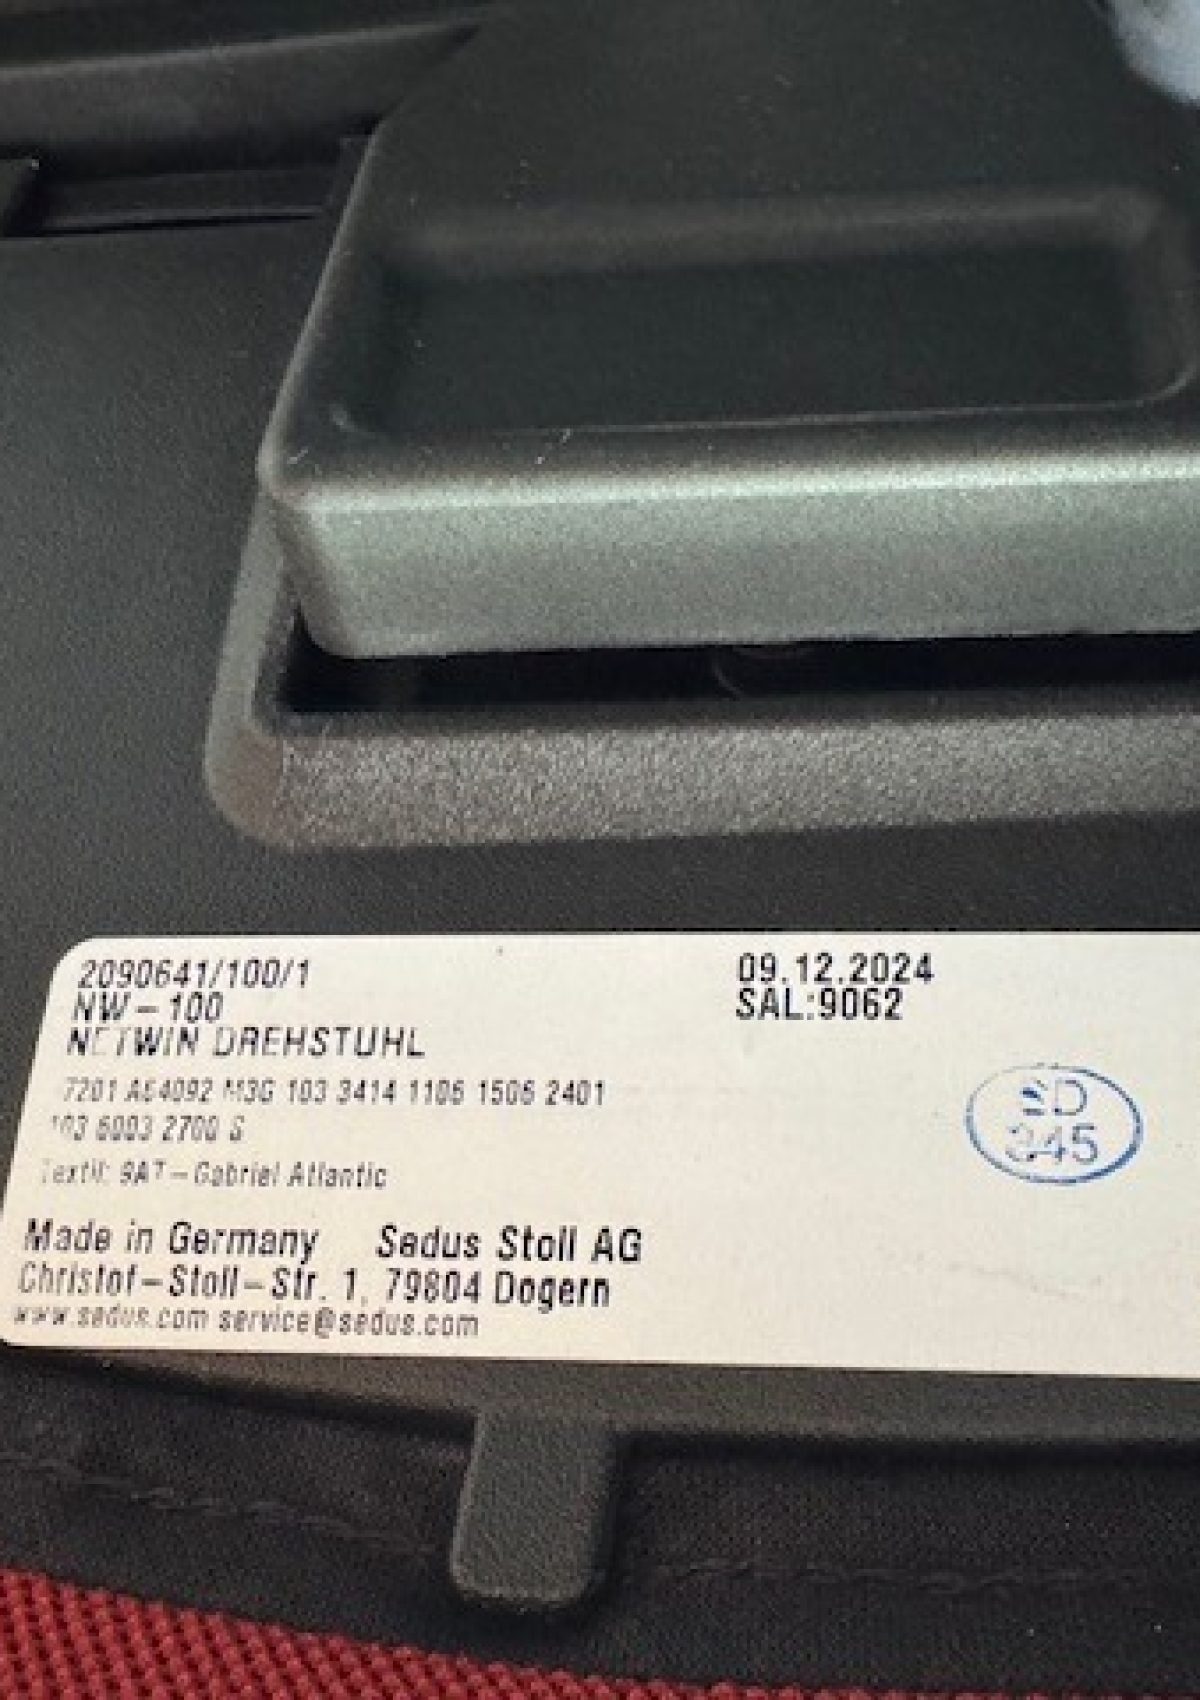 2090641/100/1
09.12.2024
NW-100
SAL:9062
NETWIN DREHSTUHL
7201 A64092 M3G 103 3414 1106 1506 2401
103 6003 2700 S
Textil: 9AT-Gabriel Atlantic
Made in Germany Sedus Stoll AG
Christof-Stoll-Str. 1, 79804 Dogern
www.sedus.com service@sedus.com
SD
345